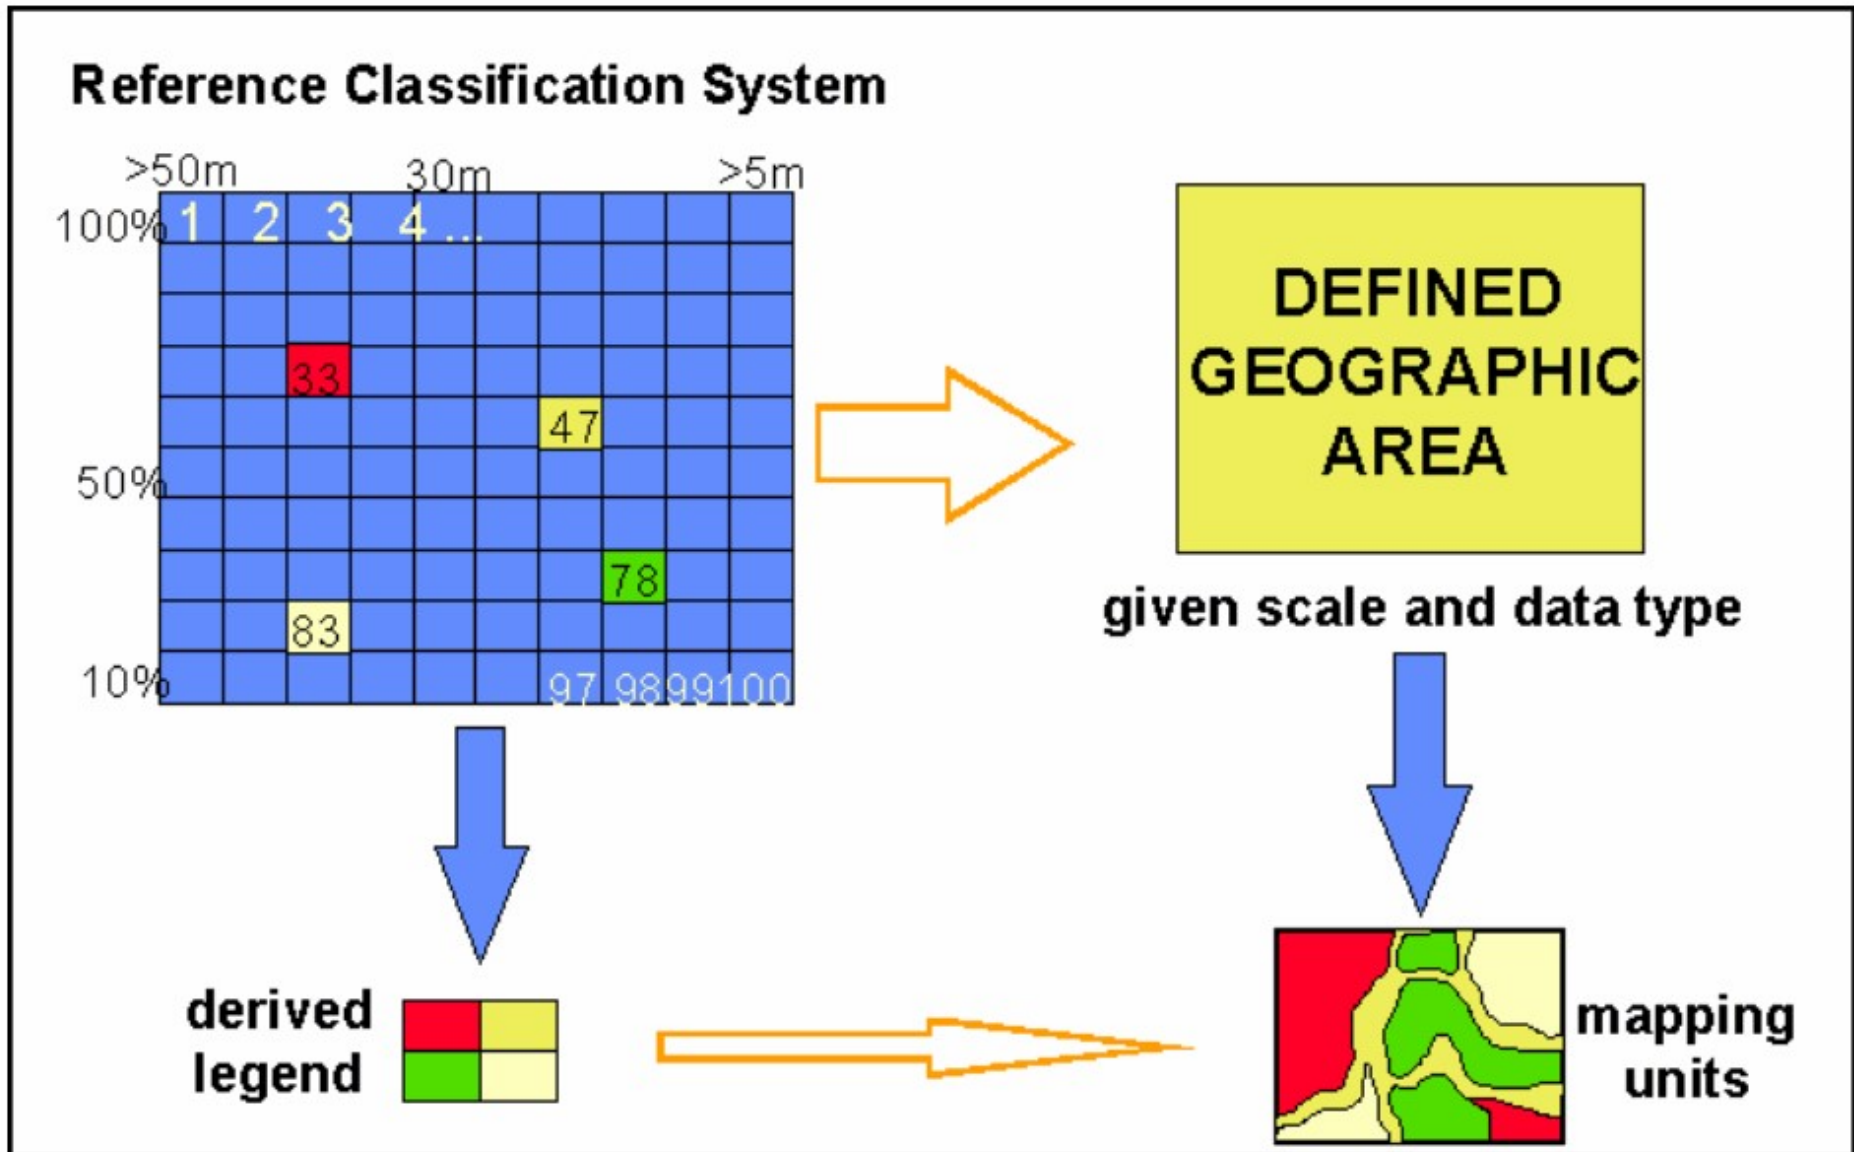 Reference Classification System
>50m 30m >5m
100% 1 2 3 4 ...
33
47
50%
78
83
10% 97 98 99 100
DEFINED
GEOGRAPHIC
AREA
given scale and data type
derived
legend
mapping
units